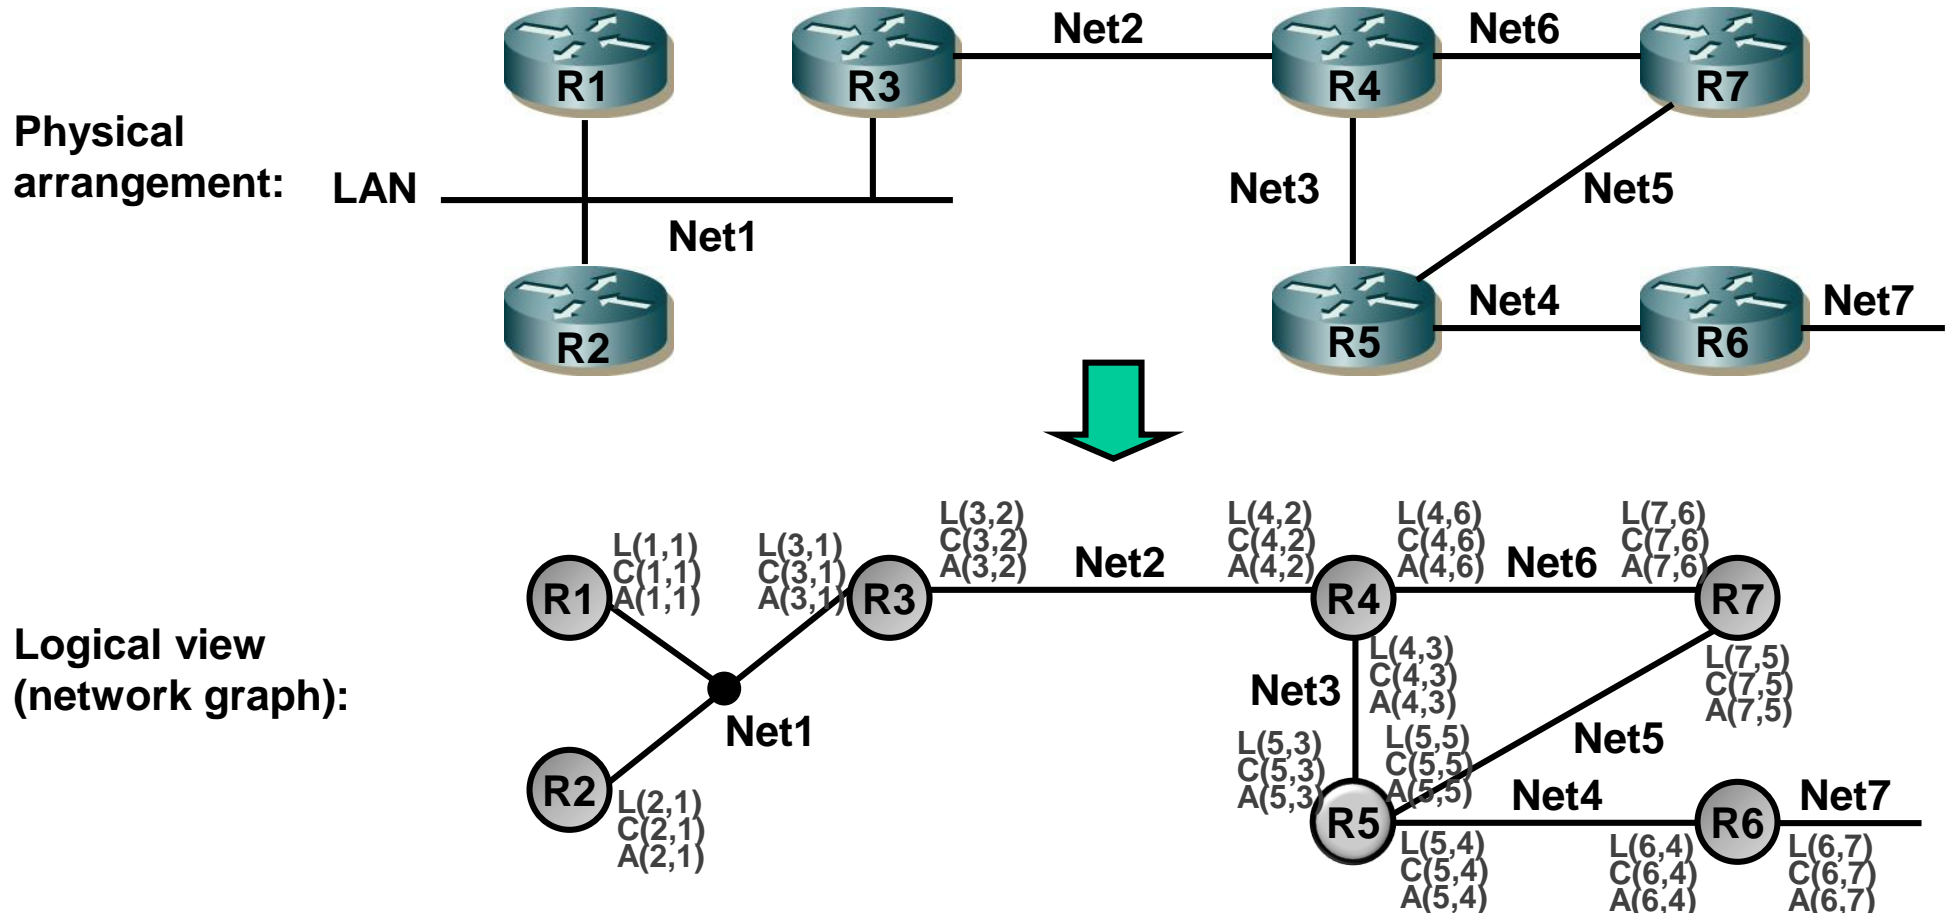 Physical
arrangement:
R1
R3
Net2
R4
Net6
R7
LAN
Net1
Net3
Net5
R2
R5
Net4
R6
Net7
Logical view
(network graph):
R1
L(1,1)
C(1,1)
A(1,1)
L(3,1)
C(3,1)
A(3,1)
R3
L(3,2)
C(3,2)
A(3,2)
Net2
L(4,2)
C(4,2)
A(4,2)
R4
L(4,6)
C(4,6)
A(4,6)
Net6
L(7,6)
C(7,6)
A(7,6)
R7
Net1
Net3
L(4,3)
C(4,3)
A(4,3)
L(7,5)
C(7,5)
A(7,5)
Net5
R2
L(2,1)
C(2,1)
A(2,1)
L(5,3)
C(5,3)
A(5,3)
L(5,5)
C(5,5)
A(5,5)
R5
Net4
R6
Net7
L(5,4)
C(5,4)
A(5,4)
L(6,4)
C(6,4)
A(6,4)
L(6,7)
C(6,7)
A(6,7)